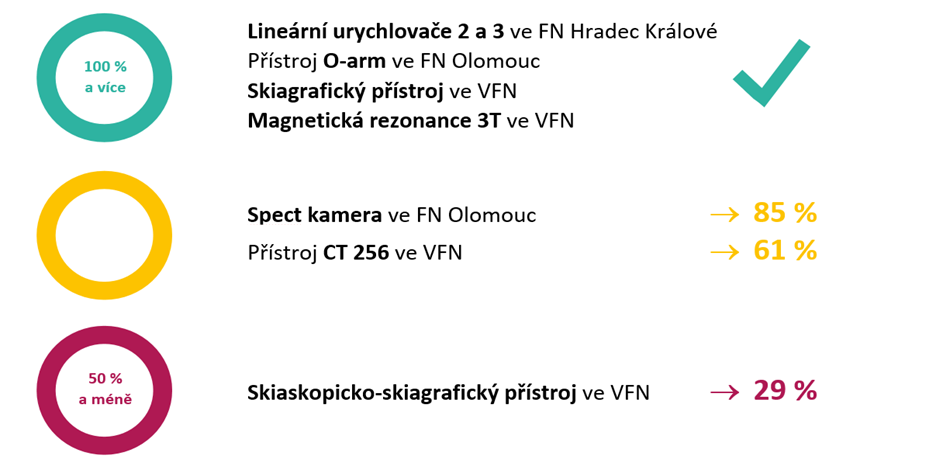 100 %
a více
Lineární urychlovače 2 a 3 ve FN Hradec Králové
Přístroj O-arm ve FN Olomouc
Skiagrafický přístroj ve VFN
Magnetická rezonance 3T ve VFN
Spect kamera ve FN Olomouc → 85 %
Přístroj CT 256 ve VFN → 61 %
50 %
a méně
Skiaskopicko-skiagrafický přístroj ve VFN → 29 %